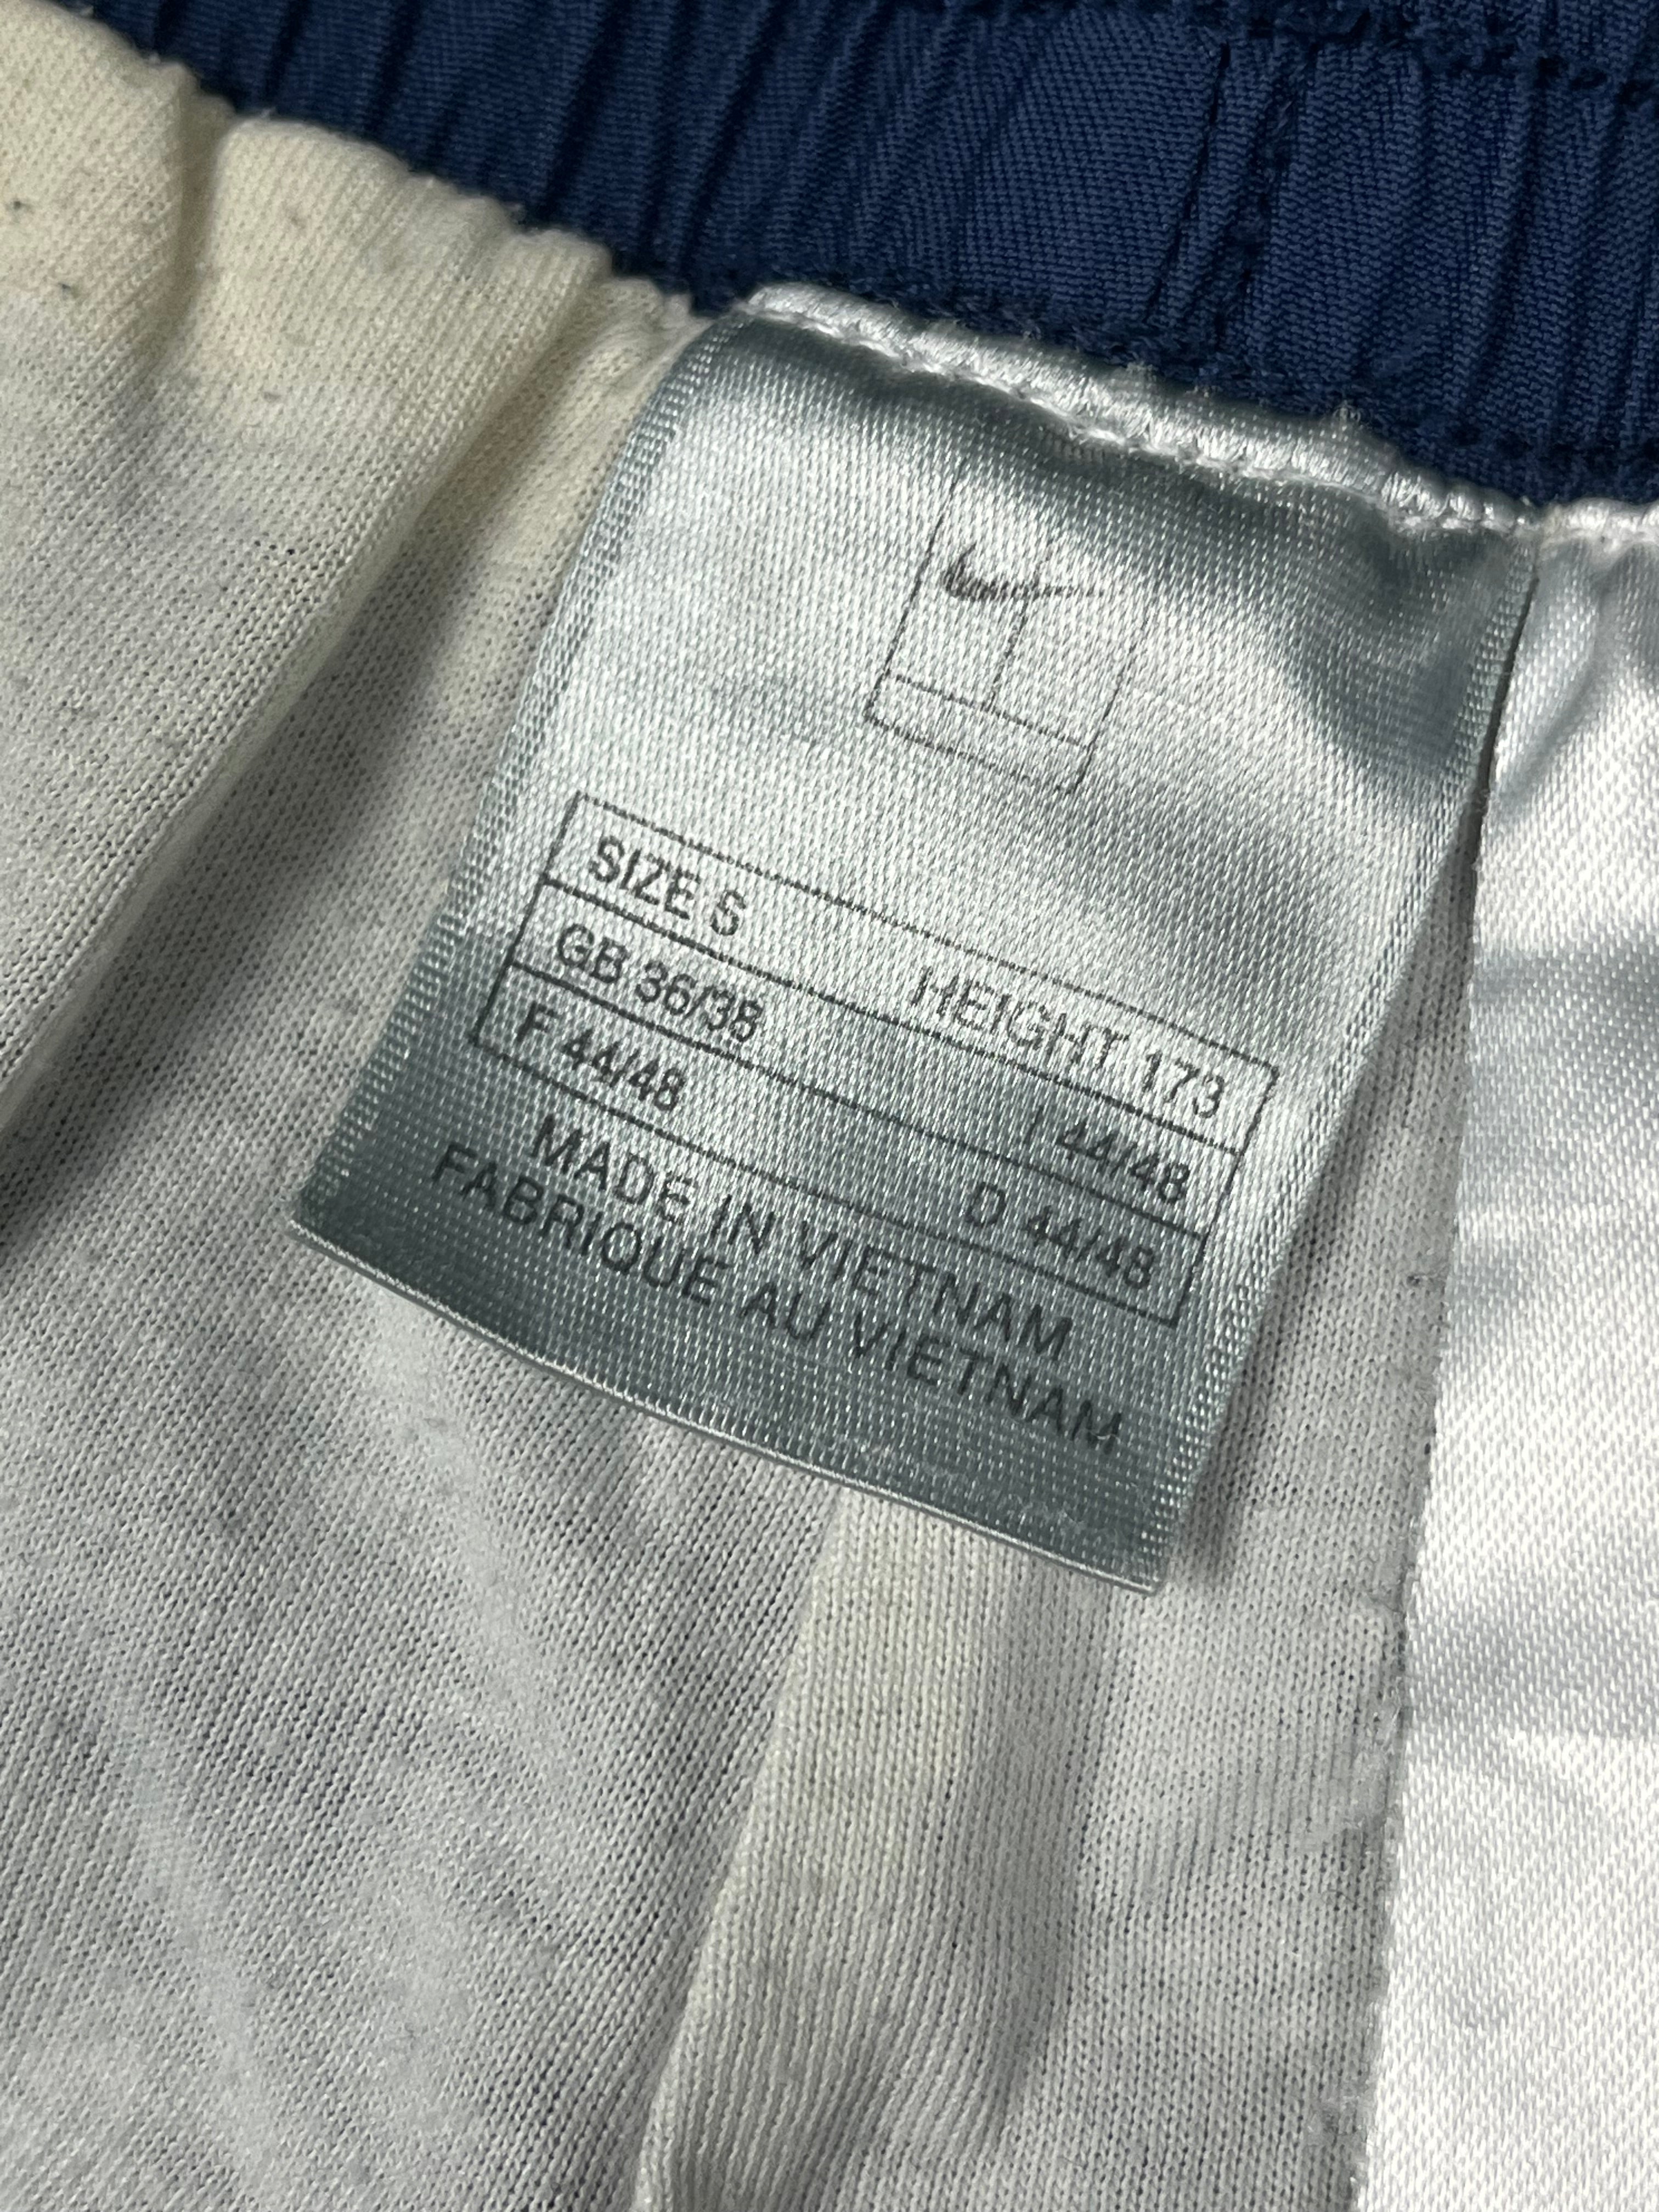 SIZE S HEIGHT 173
GB 36/38 I 44/48
F 44/48 D 44/48
MADE IN VIETNAM
FABRIQUE AU VIETNAM